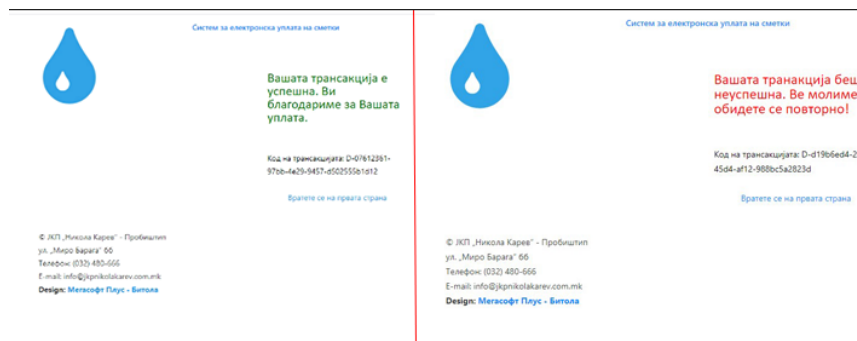 Систем за електронска уплата на сметки
Вашата трансакција е
успешна. Ви
благодариме за Вашата
уплата.
Код на трансакцијата: D-07612361-
97bb-4e29-9457-d502555b1d12
Вратете се на првата страна
© ЈКП „Никола Карев“ - Пробиштип
ул. „Миро Барага“ бб
Телефон: (032) 480-666
E-mail: info@jkpnikolakarev.com.mk
Design: Мегасофт Плус - Битола
Систем за електронска уплата на сметки
Вашата транакција беш
неуспешна. Ве молиме
обидете се повторно!
Код на трансакцијата: D-d19b6ed4-2
45d4-af12-988bc5a2823d
Вратете се на првата страна
© ЈКП „Никола Карев“ - Пробиштип
ул. „Миро Барага“ бб
Телефон: (032) 480-666
E-mail: info@jkpnikolakarev.com.mk
Design: Мегасофт Плус - Битола